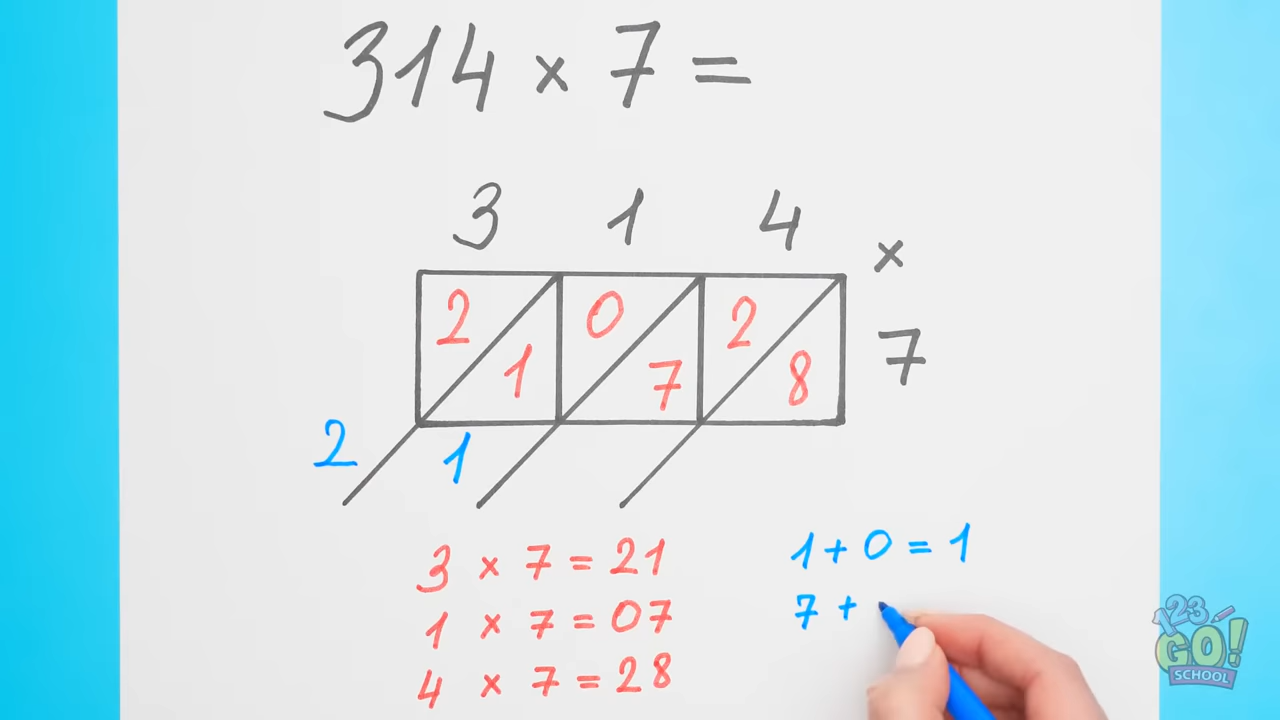 314 × 7 =
3 1 4 ×
2 0 2
1 7 8
7
2 1
3 × 7 = 21
1 × 7 = 07
4 × 7 = 28
1 + 0 = 1
7 +
123
GO!
SCHOOL